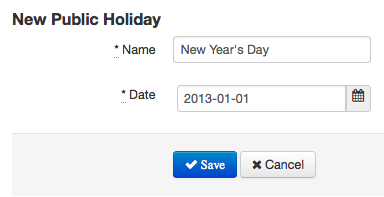 New Public Holiday
* Name New Year's Day
* Date 2013-01-01
Save Cancel